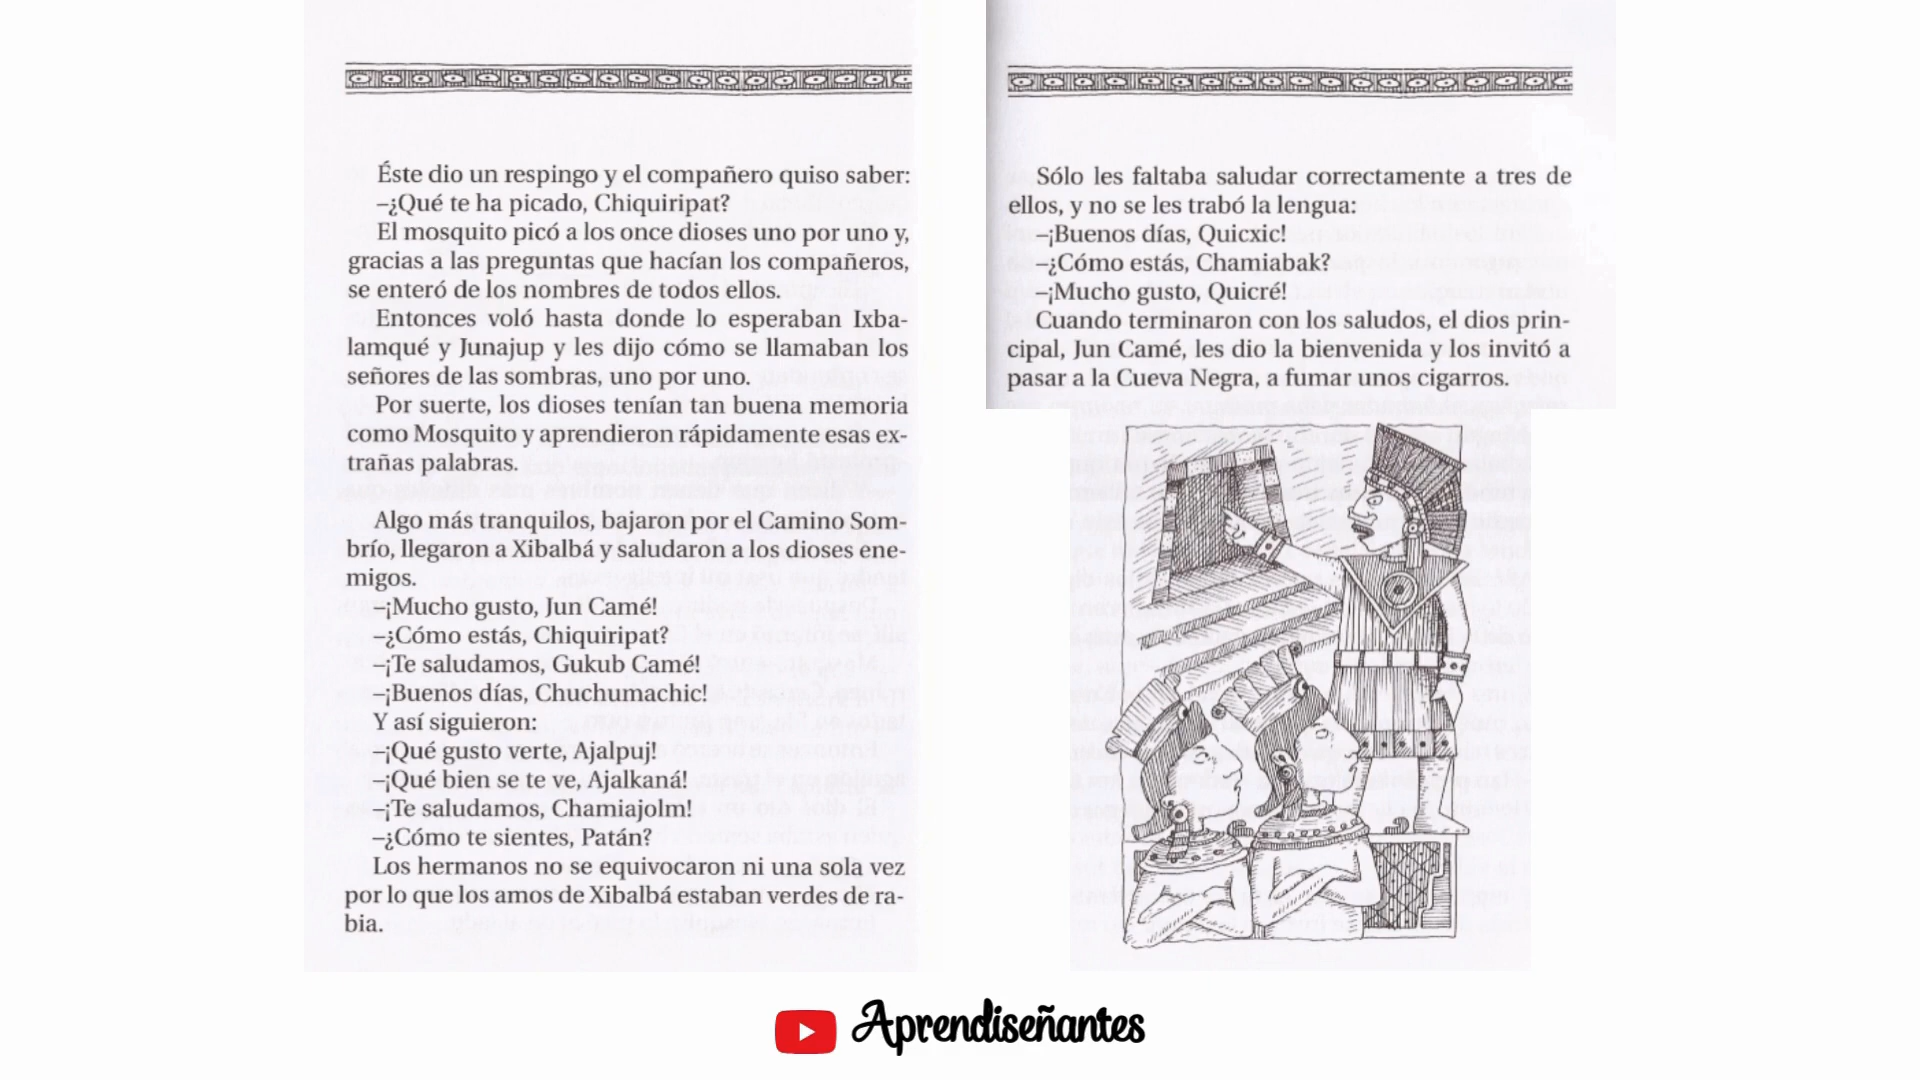 Éste dio un respingo y el compañero quiso saber:
–¿Qué te ha picado, Chiquiripat?
El mosquito picó a los once dioses uno por uno y,
gracias a las preguntas que hacían los compañeros,
se enteró de los nombres de todos ellos.
Entonces voló hasta donde lo esperaban Ixba-
lamqué y Junajup y les dijo cómo se llamaban los
señores de las sombras, uno por uno.
Por suerte, los dioses tenían tan buena memoria
como Mosquito y aprendieron rápidamente esas ex-
trañas palabras.
Algo más tranquilos, bajaron por el Camino Som-
brío, llegaron a Xibalbá y saludaron a los dioses ene-
migos.
–¡Mucho gusto, Jun Camé!
–¿Cómo estás, Chiquiripat?
–¡Te saludamos, Gukub Camé!
–¡Buenos días, Chuchumachic!
Y así siguieron:
–¡Qué gusto verte, Ajalpuj!
–¡Qué bien se te ve, Ajalkaná!
–¡Te saludamos, Chamiajolm!
–¿Cómo te sientes, Patán?
Los hermanos no se equivocaron ni una sola vez
por lo que los amos de Xibalbá estaban verdes de ra-
bia.
Sólo les faltaba saludar correctamente a tres de
ellos, y no se les trabó la lengua:
–¡Buenos días, Quicxic!
–¿Cómo estás, Chamiabak?
–¡Mucho gusto, Quicré!
Cuando terminaron con los saludos, el dios prin-
cipal, Jun Camé, les dio la bienvenida y los invitó a
pasar a la Cueva Negra, a fumar unos cigarros.
Aprendiseñantes